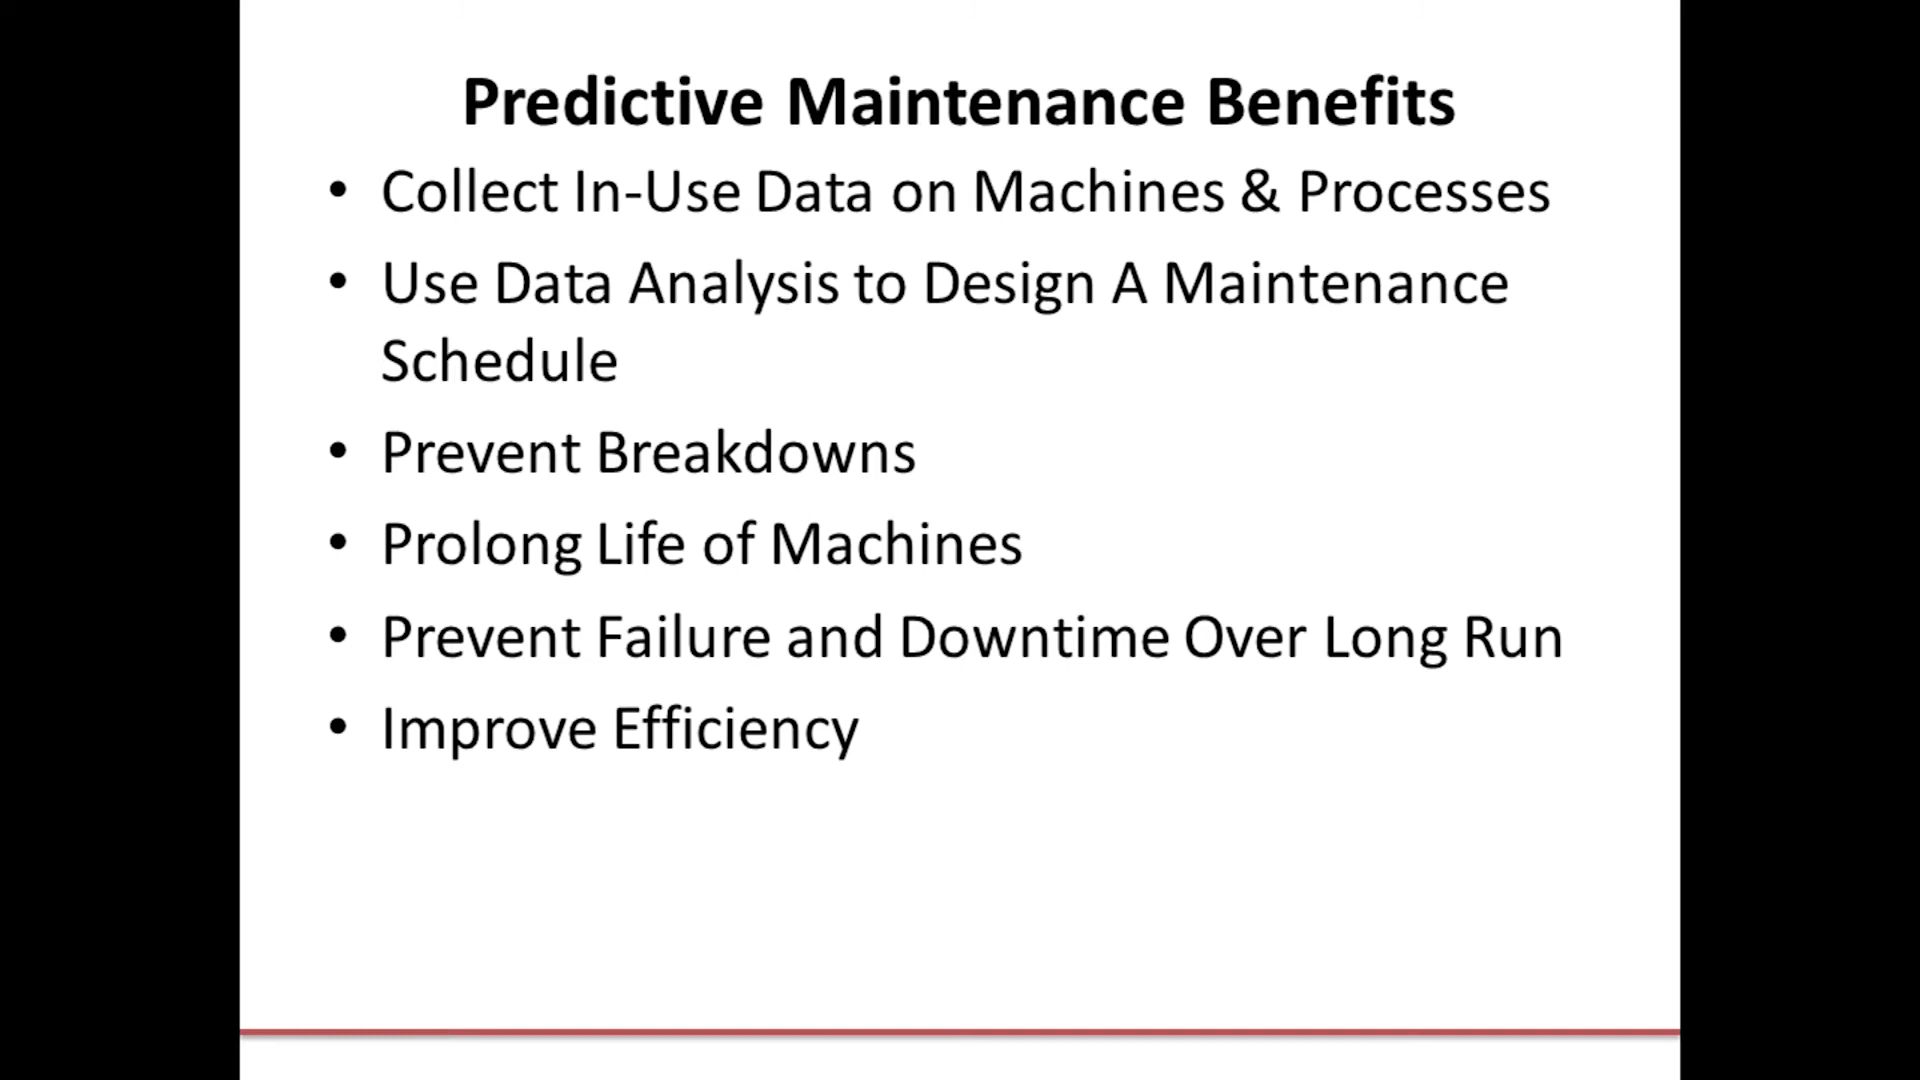 Predictive Maintenance Benefits
• Collect In-Use Data on Machines & Processes
• Use Data Analysis to Design A Maintenance
Schedule
• Prevent Breakdowns
• Prolong Life of Machines
• Prevent Failure and Downtime Over Long Run
• Improve Efficiency